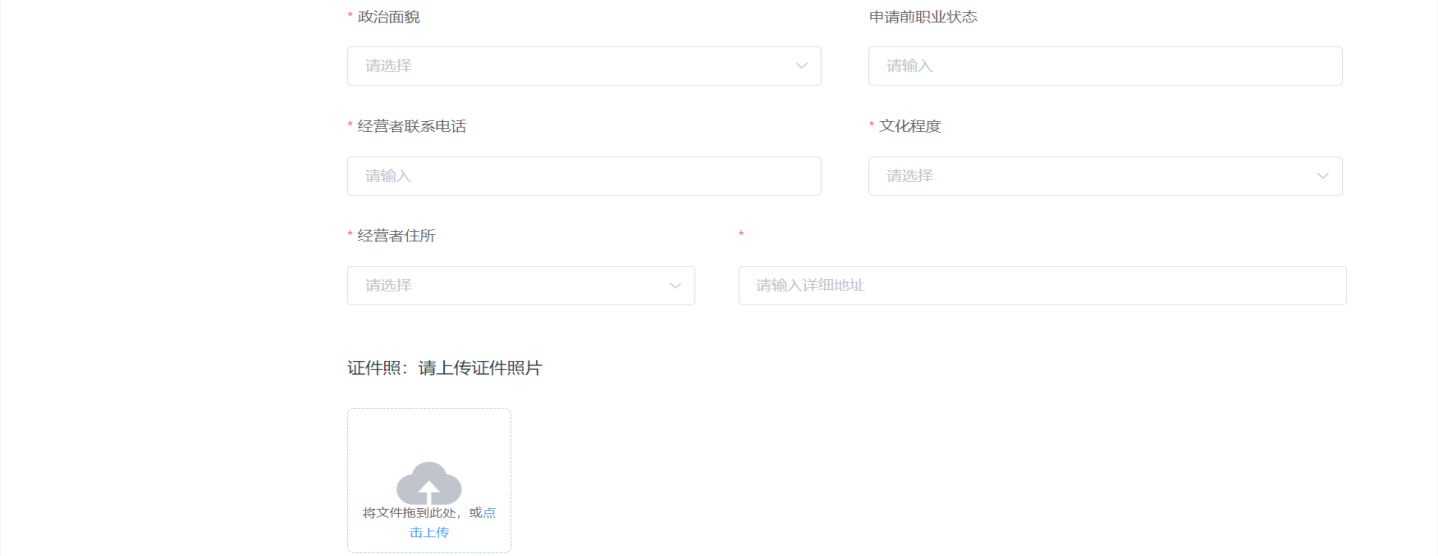 * 政治面貌
申请前职业状态
请选择
请输入
* 经营者联系电话
* 文化程度
请输入
请选择
* 经营者住所
*
请选择
请输入详细地址
证件照：请上传证件照片
将文件拖到此处，或点
击上传